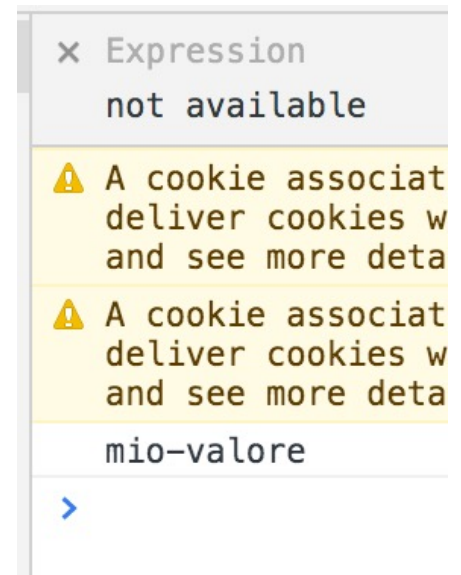 Expression
not available
A cookie associat
deliver cookies w
and see more deta
A cookie associat
deliver cookies w
and see more deta
mio-valore